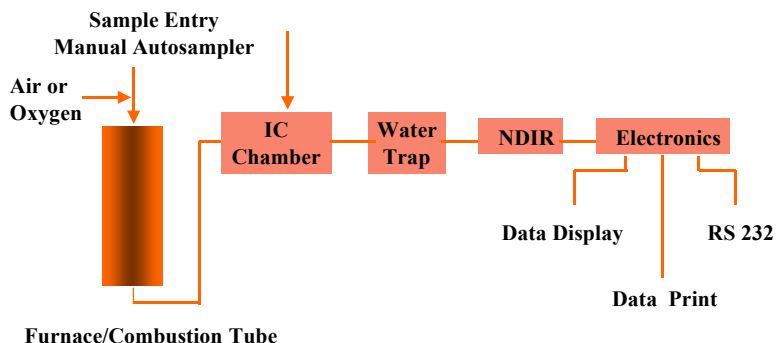 Sample Entry
Manual Autosampler
Air or
Oxygen
IC
Chamber
Water
Trap
NDIR
Electronics
Data Display
RS 232
Data Print
Furnace/Combustion Tube